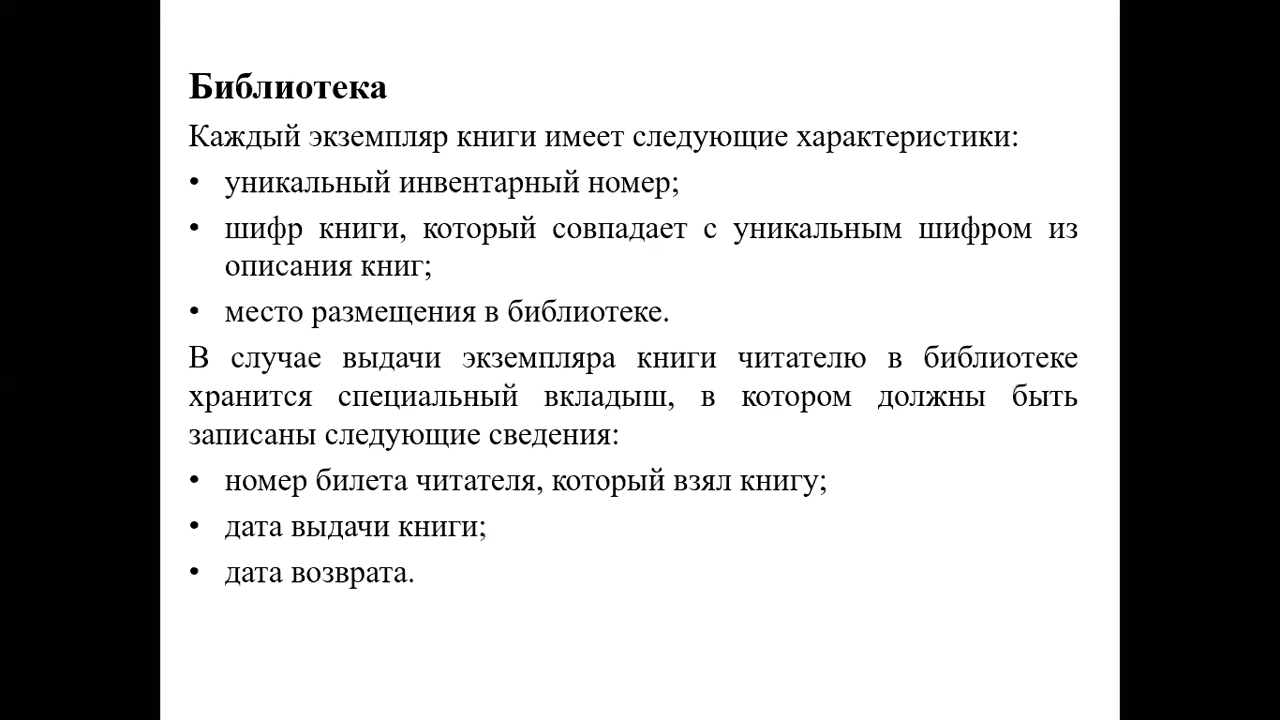 Библиотека
Каждый экземпляр книги имеет следующие характеристики:
• уникальный инвентарный номер;
• шифр книги, который совпадает с уникальным шифром из
описания книг;
• место размещения в библиотеке.
В случае выдачи экземпляра книги читателю в библиотеке
хранится специальный вкладыш, в котором должны быть
записаны следующие сведения:
• номер билета читателя, который взял книгу;
• дата выдачи книги;
• дата возврата.